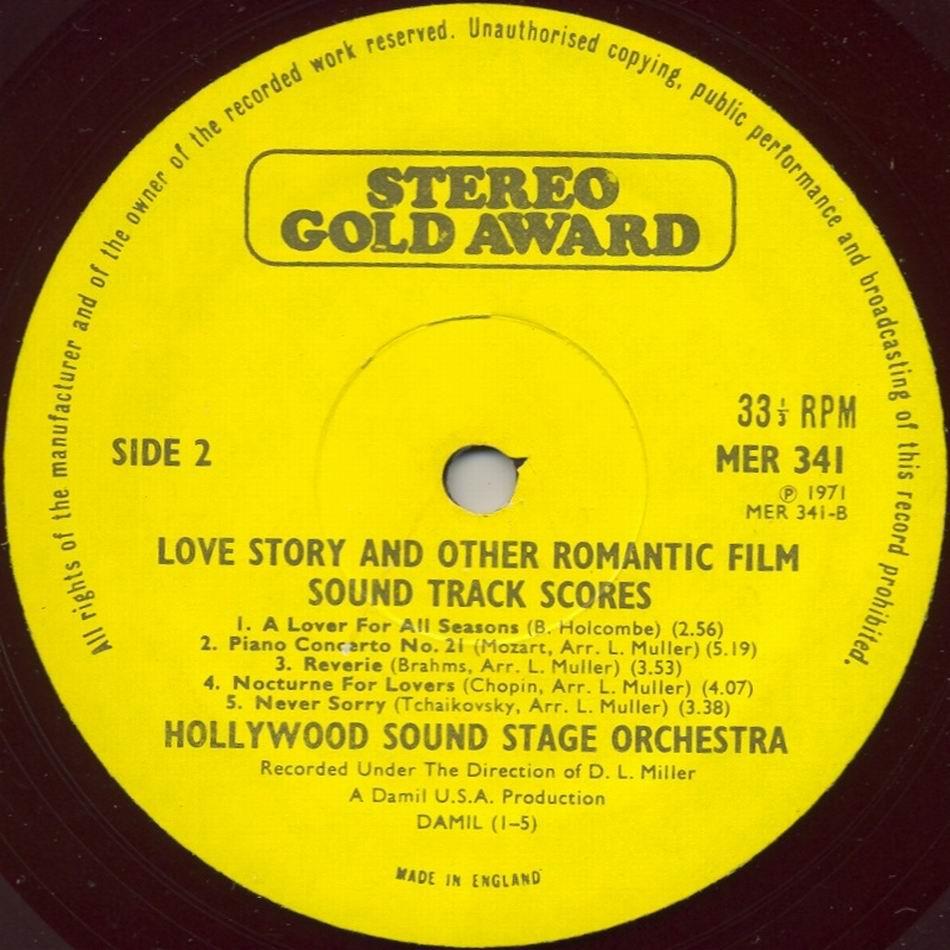 All rights of the manufacturer and of the owner of the recorded work reserved. Unauthorised copying, public performance and broadcasting of this record prohibited.
STEREO
GOLD AWARD
33⅓ RPM
SIDE 2
MER 341
℗ 1971
MER 341-B
LOVE STORY AND OTHER ROMANTIC FILM
SOUND TRACK SCORES
1. A Lover For All Seasons (B. Holcombe) (2.56)
2. Piano Concerto No. 21 (Mozart, Arr. L. Muller) (5.19)
3. Reverie (Brahms, Arr. L. Muller) (3.53)
4. Nocturne For Lovers (Chopin, Arr. L. Muller) (4.07)
5. Never Sorry (Tchaikovsky, Arr. L. Muller) (3.38)
HOLLYWOOD SOUND STAGE ORCHESTRA
Recorded Under The Direction of D. L. Miller
A Damil U.S.A. Production
DAMIL (1–5)
MADE IN ENGLAND